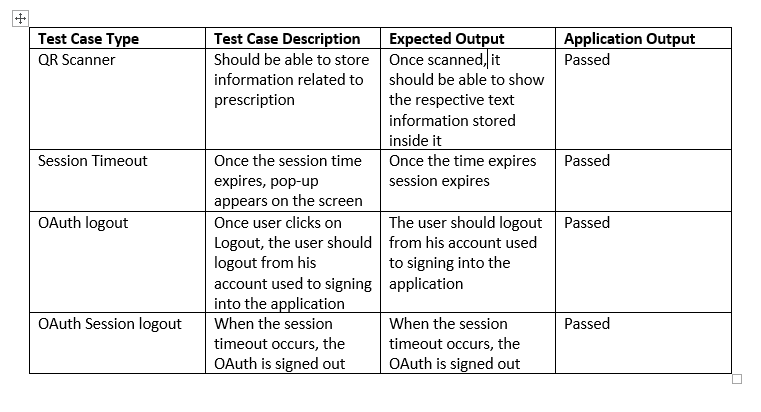 Test Case Type
Test Case Description
Expected Output
Application Output
QR Scanner
Should be able to store
information related to
prescription
Once scanned, it
should be able to show
the respective text
information stored
inside it
Passed
Session Timeout
Once the session time
expires, pop-up
appears on the screen
Once the time expires
session expires
Passed
OAuth logout
Once user clicks on
Logout, the user should
logout from his
account used to signing
into the application
The user should logout
from his account used
to signing into the
application
Passed
OAuth Session logout
When the session
timeout occurs, the
OAuth is signed out
When the session
timeout occurs, the
OAuth is signed out
Passed